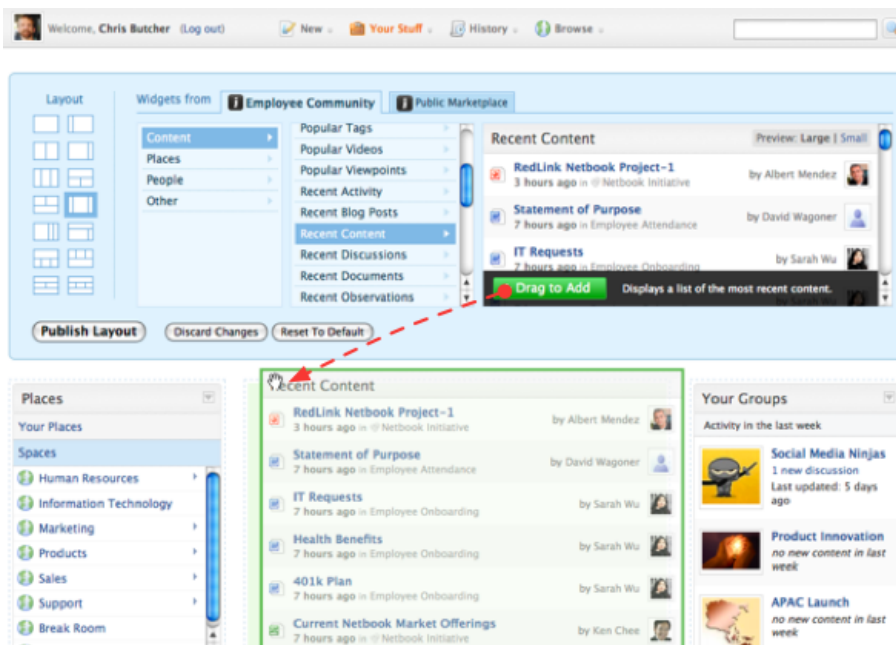 Welcome, Chris Butcher (Log out) New Your Stuff History Browse
Layout Widgets from Employee Community Public Marketplace
Content
Places
People
Other
Popular Tags
Popular Videos
Popular Viewpoints
Recent Activity
Recent Blog Posts
Recent Content
Recent Discussions
Recent Documents
Recent Observations
Recent Content Preview: Large | Small
RedLink Netbook Project-1
3 hours ago in Netbook Initiative by Albert Mendez
Statement of Purpose
7 hours ago in Employee Attendance by David Wagoner
IT Requests
7 hours ago in Employee Onboarding by Sarah Wu
Drag to Add Displays a list of the most recent content.
Publish Layout Discard Changes Reset To Default
Places
Your Places
Spaces
Human Resources
Information Technology
Marketing
Products
Sales
Support
Break Room
Recent Content
RedLink Netbook Project-1
3 hours ago in Netbook Initiative by Albert Mendez
Statement of Purpose
7 hours ago in Employee Attendance by David Wagoner
IT Requests
7 hours ago in Employee Onboarding by Sarah Wu
Health Benefits
7 hours ago in Employee Onboarding by Sarah Wu
401k Plan
7 hours ago in Employee Onboarding by Sarah Wu
Current Netbook Market Offerings
7 hours ago in Netbook Initiative by Ken Chee
Your Groups
Activity in the last week
Social Media Ninjas
1 new discussion
Last updated: 5 days
ago
Product Innovation
no new content in last
week
APAC Launch
no new content in last
week